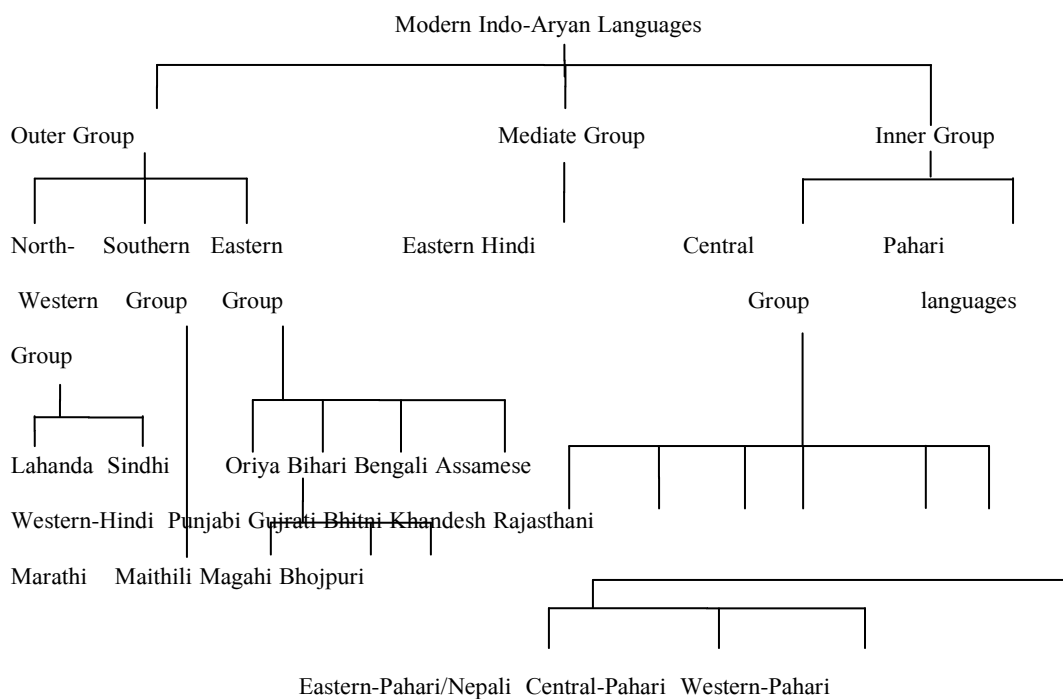 Modern Indo-Aryan Languages
Outer Group Mediate Group Inner Group
North- Southern Eastern Eastern Hindi Central Pahari
Western Group Group Group languages
Group
Lahanda Sindhi Oriya Bihari Bengali Assamese
Western-Hindi Punjabi Gujrati Bhitni Khandesh Rajasthani
Marathi Maithili Magahi Bhojpuri
Eastern-Pahari/Nepali Central-Pahari Western-Pahari